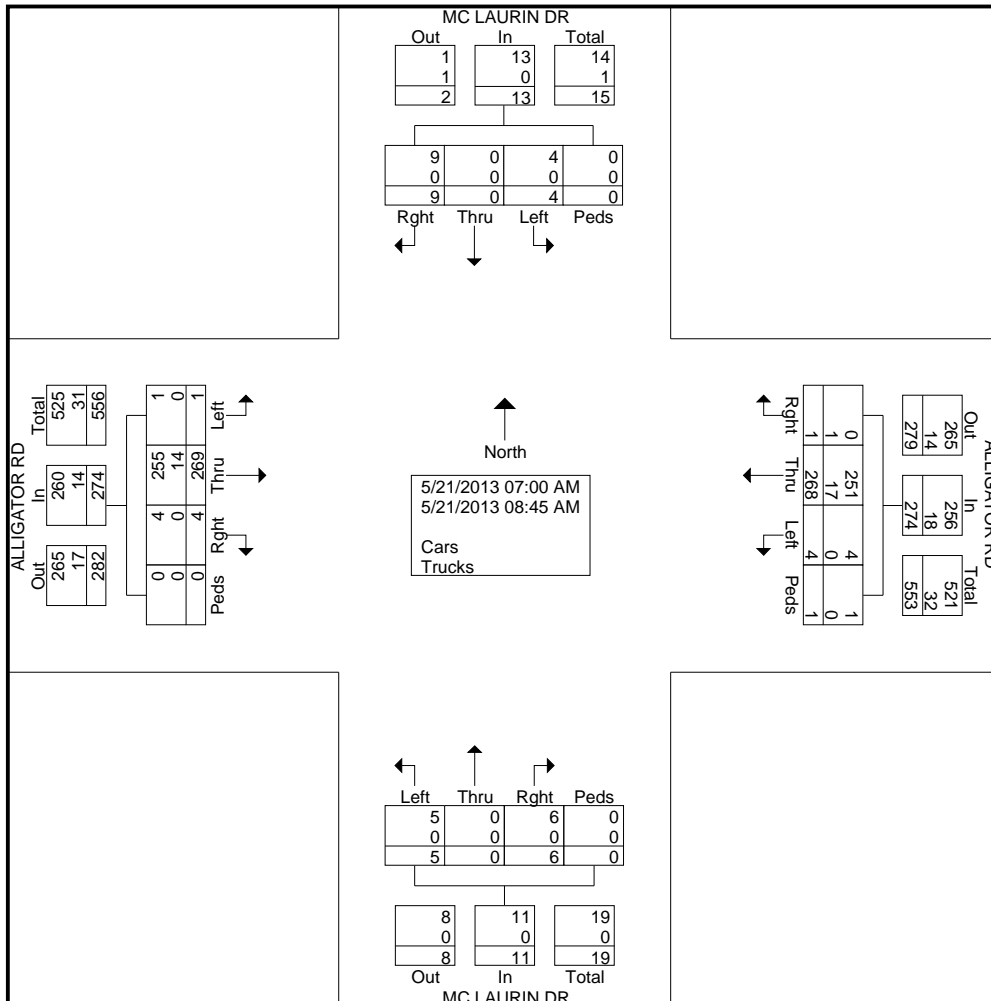 MC LAURIN DR
Out In Total
1 13 14
1 0 1
2 13 15
9 0 4 0
0 0 0 0
9 0 4 0
Rght Thru Left Peds
ALLIGATOR RD
Total In Out
525 260 265
31 14 17
556 274 282
1 255 4 0
0 14 0 0
1 269 4 0
Left Thru Rght Peds
North
5/21/2013 07:00 AM
5/21/2013 08:45 AM
Cars
Trucks
Rght Thru Left Peds
0 251 4 1
1 17 0 0
1 268 4 1
Out In Total
265 256 521
14 18 32
279 274 553
ALLIGATOR RD
Left Thru Rght Peds
5 0 6 0
0 0 0 0
5 0 6 0
8 11 19
0 0 0
8 11 19
Out In Total
MC LAURIN DR